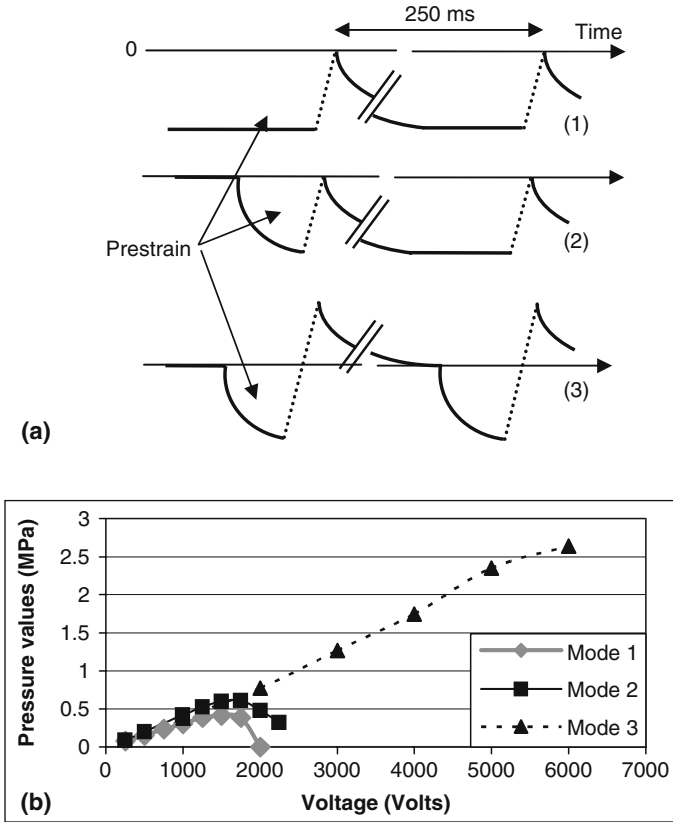 250 ms
Time
0
(1)
(2)
Prestrain
(3)
(a)
Pressure values (MPa)
3
2.5
2
1.5
1
0.5
0
Mode 1
Mode 2
Mode 3
0 1000 2000 3000 4000 5000 6000 7000
(b)
Voltage (Volts)